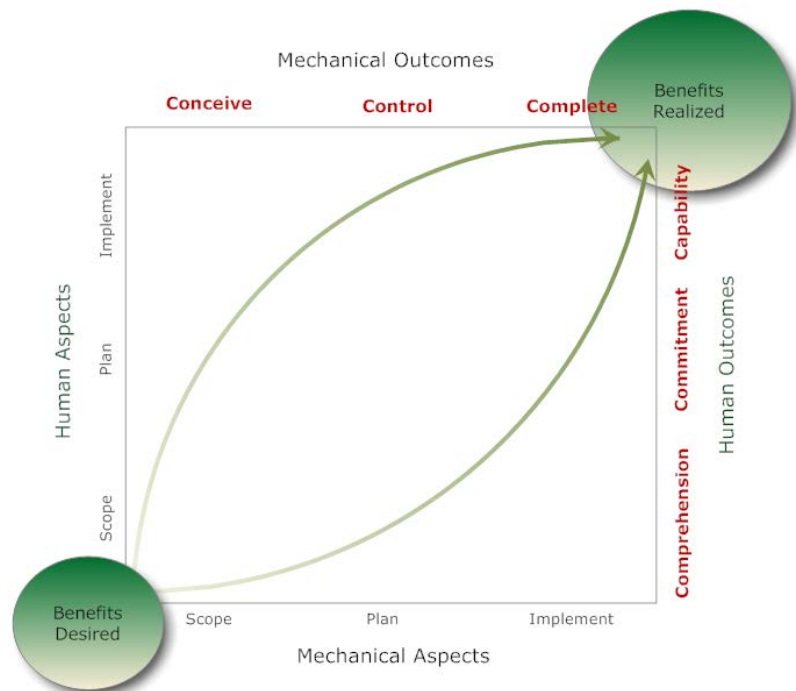 Mechanical Outcomes
Conceive Control Complete
Benefits
Realized
Human Aspects
Implement
Plan
Scope
Capability
Commitment
Comprehension
Human Outcomes
Benefits
Desired
Scope Plan Implement
Mechanical Aspects